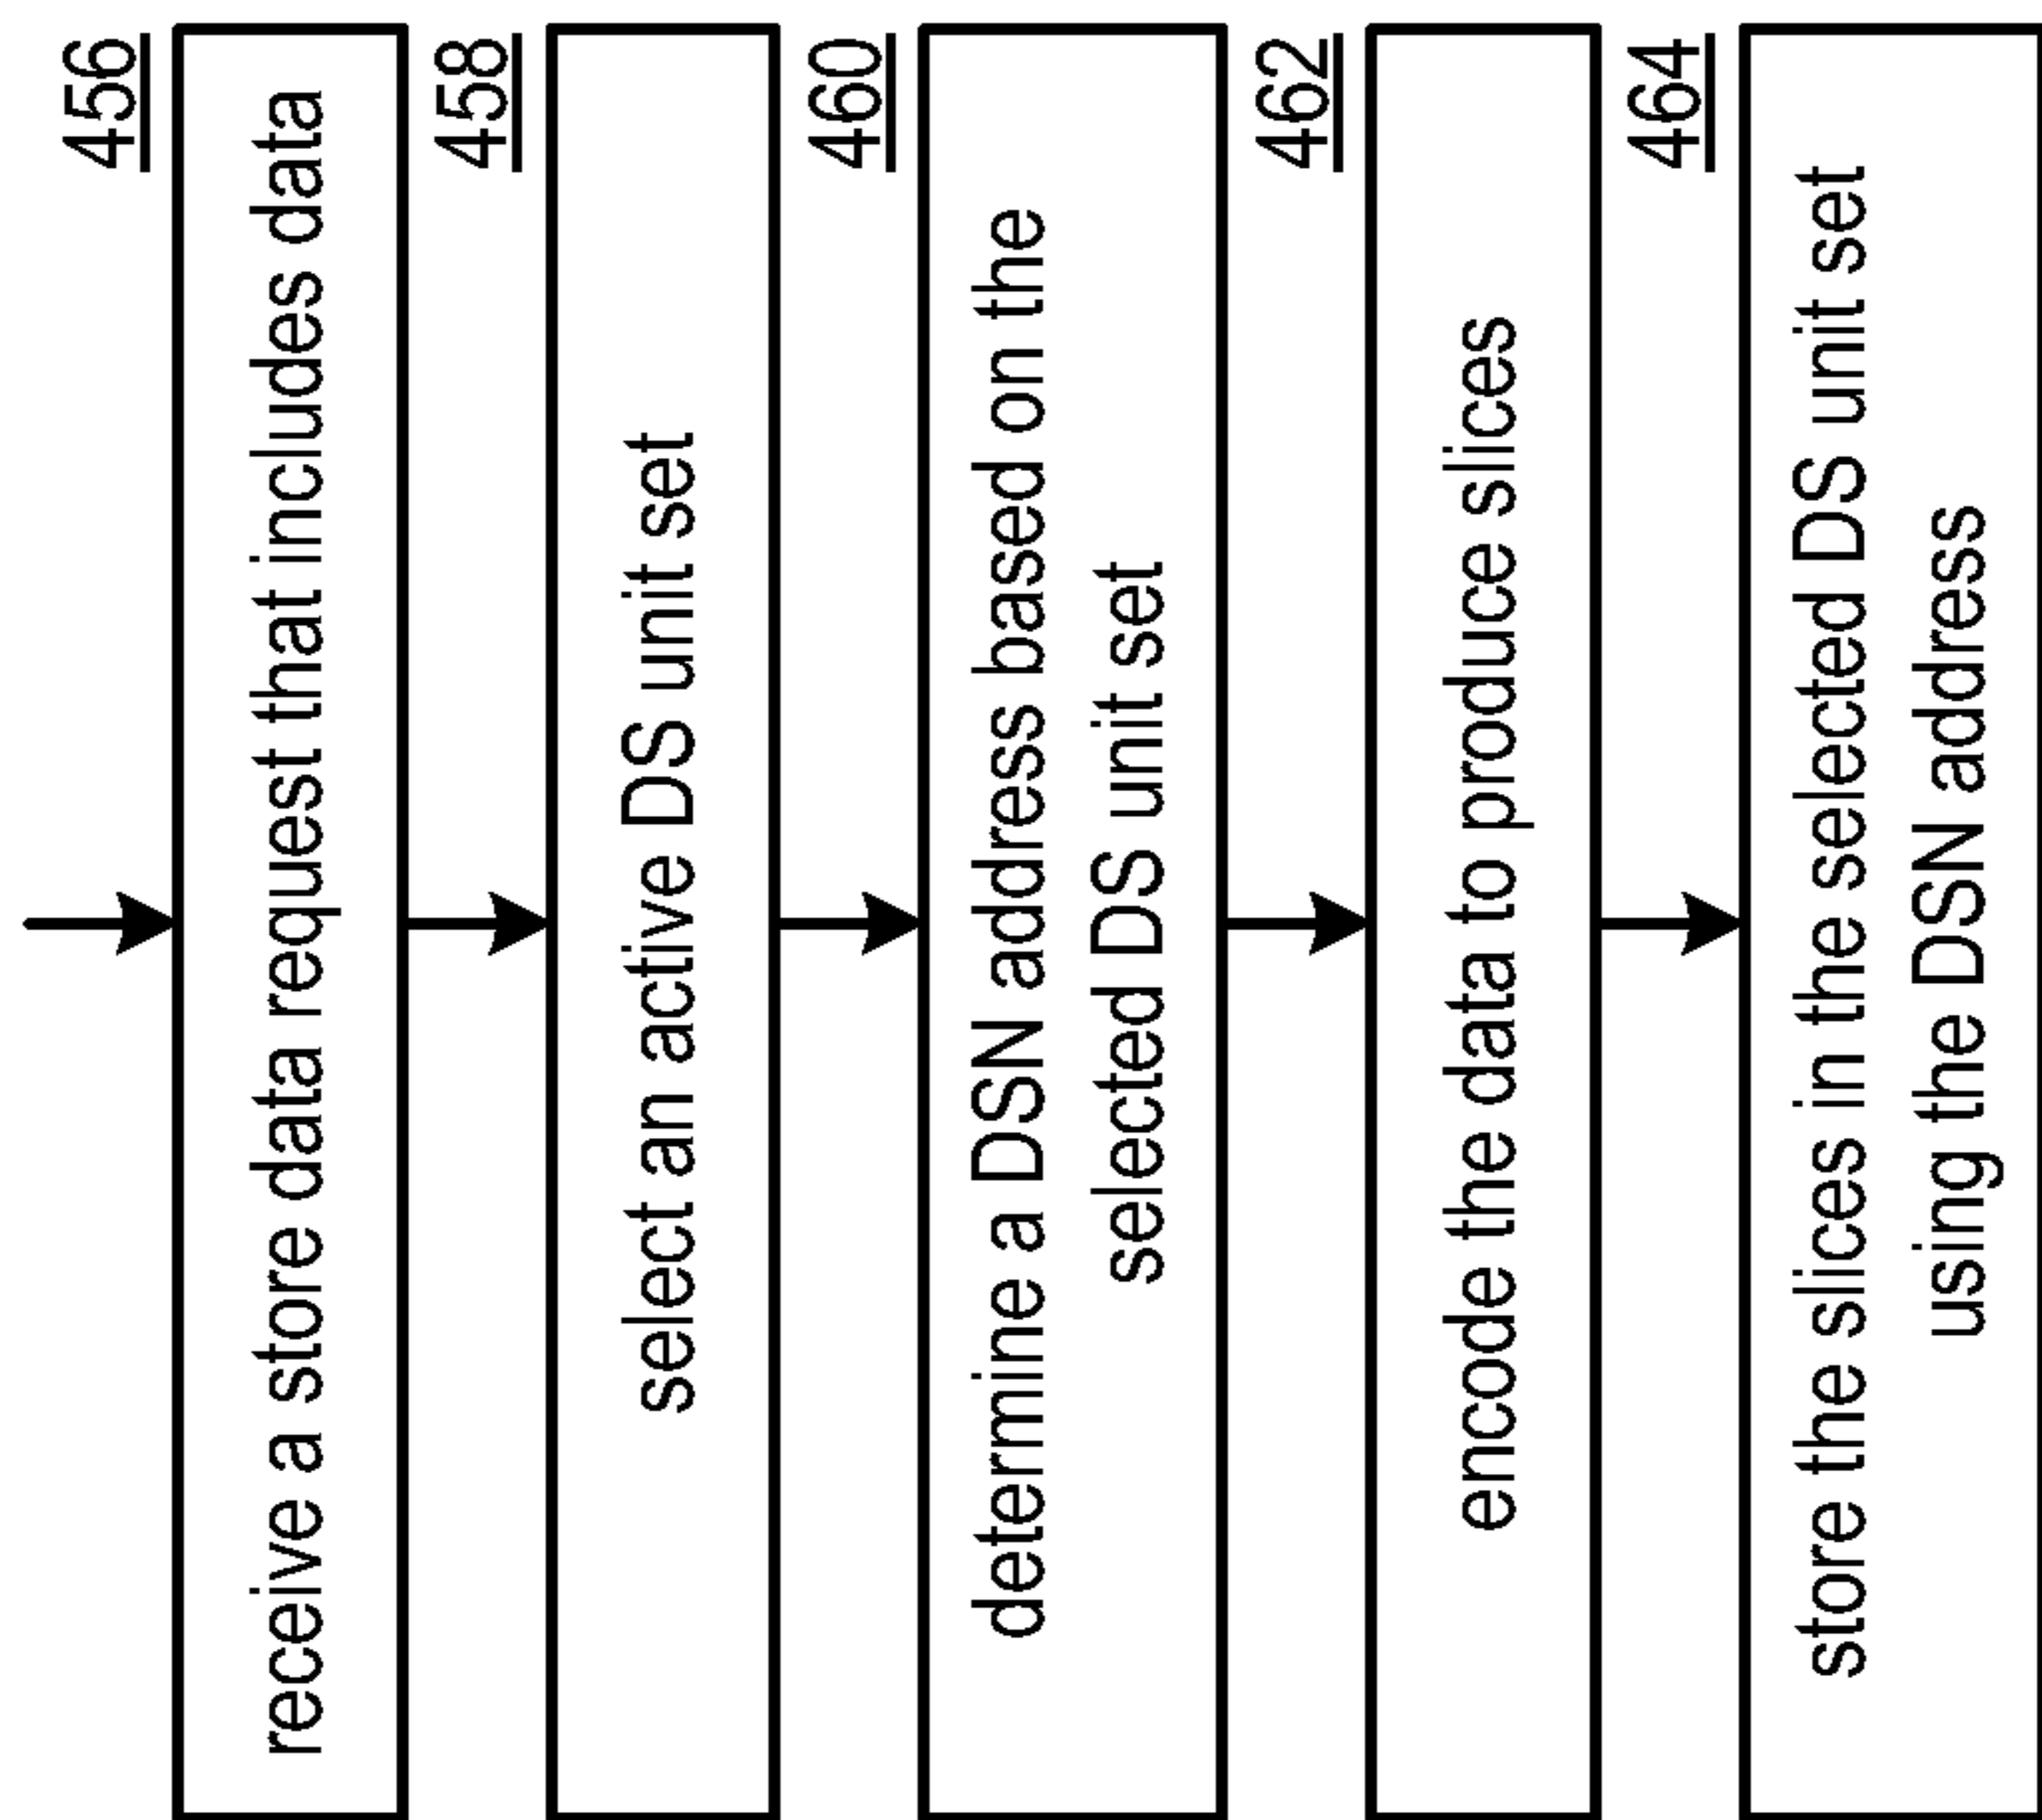 456
receive a store data request that includes data
458
select an active DS unit set
460
determine a DSN address based on the
selected DS unit set
462
encode the data to produce slices
464
store the slices in the selected DS unit set
using the DSN address